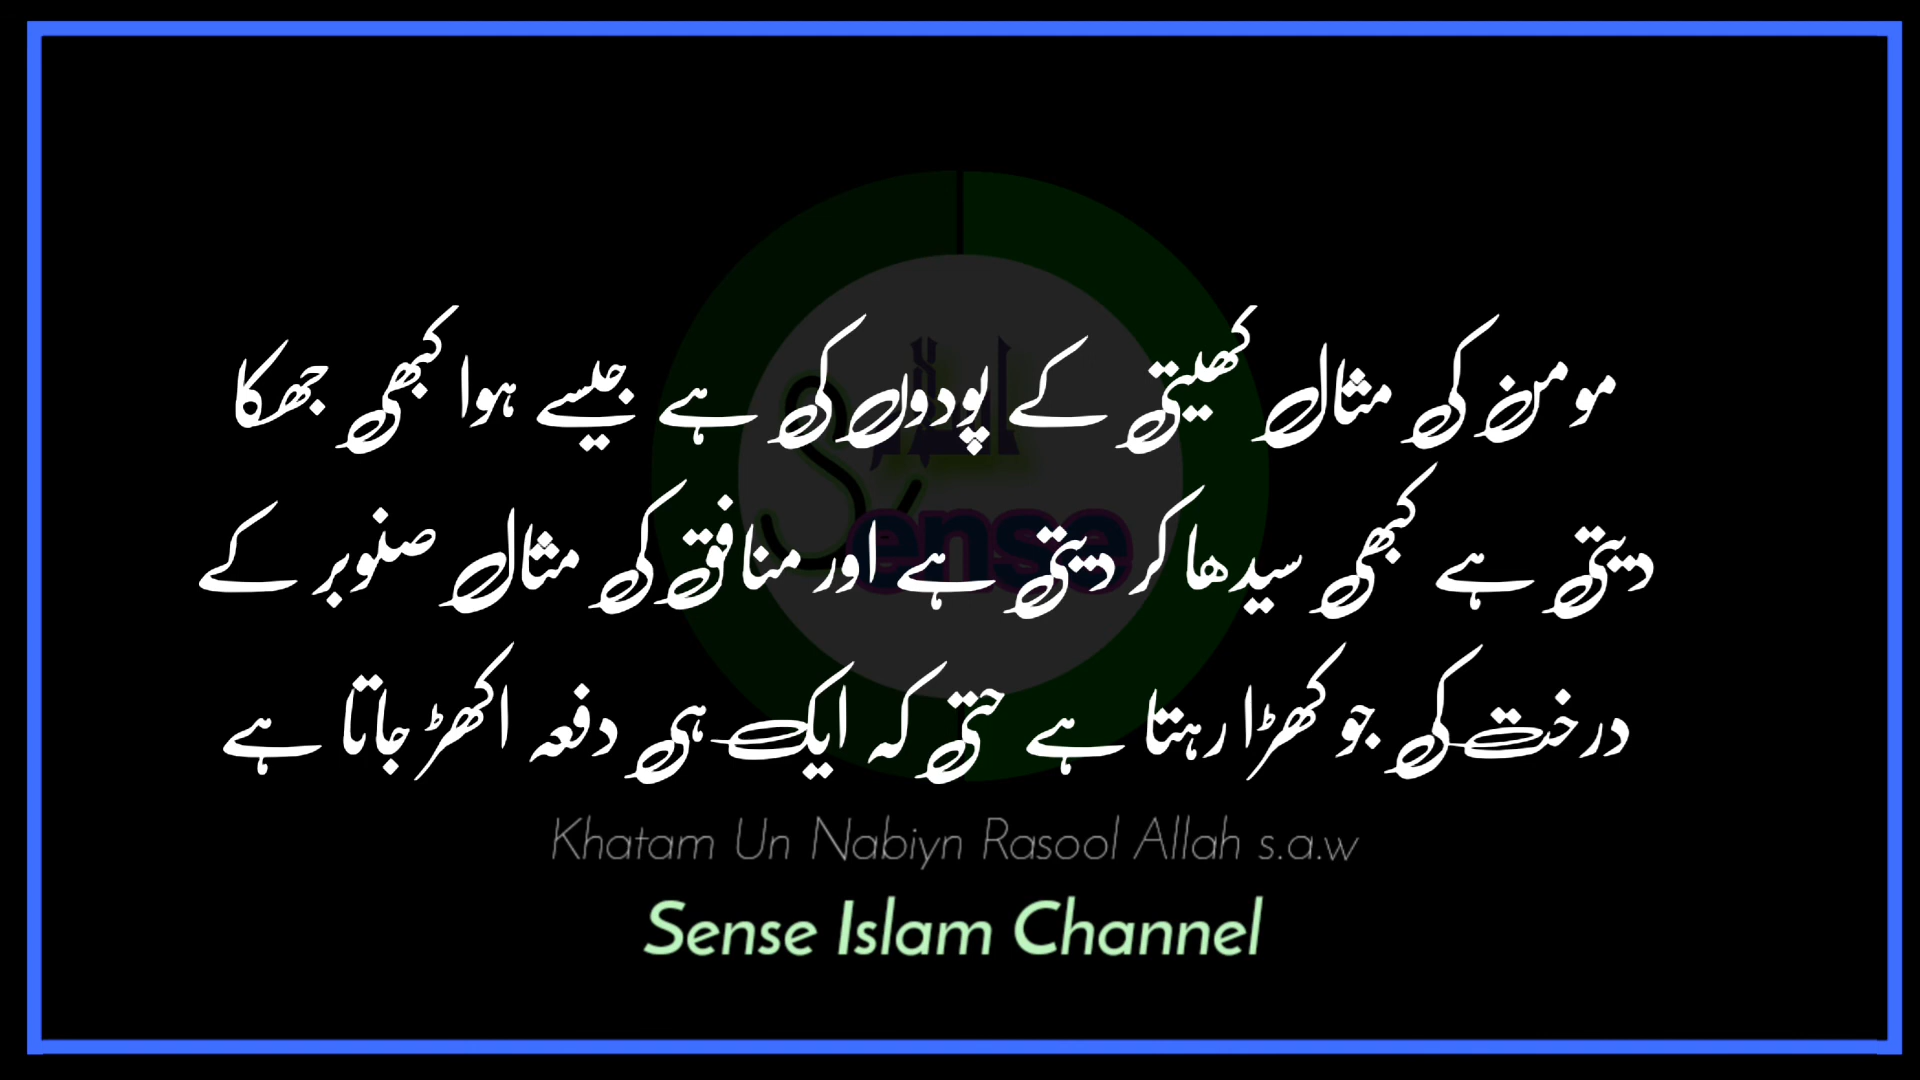 مومن کی مثال کھیتی کے پودوں کی ہے جیسے ہوا کبھی جھکا
دیتی ہے کبھی سیدھا کر دیتی ہے اور منافق کی مثال صنوبر کے
درخت کی جو کھڑا رہتا ہے حتی کہ ایک ہی دفعہ اکھڑ جاتا ہے
Khatam Un Nabiyn Rasool Allah s.a.w
Sense Islam Channel
Sense